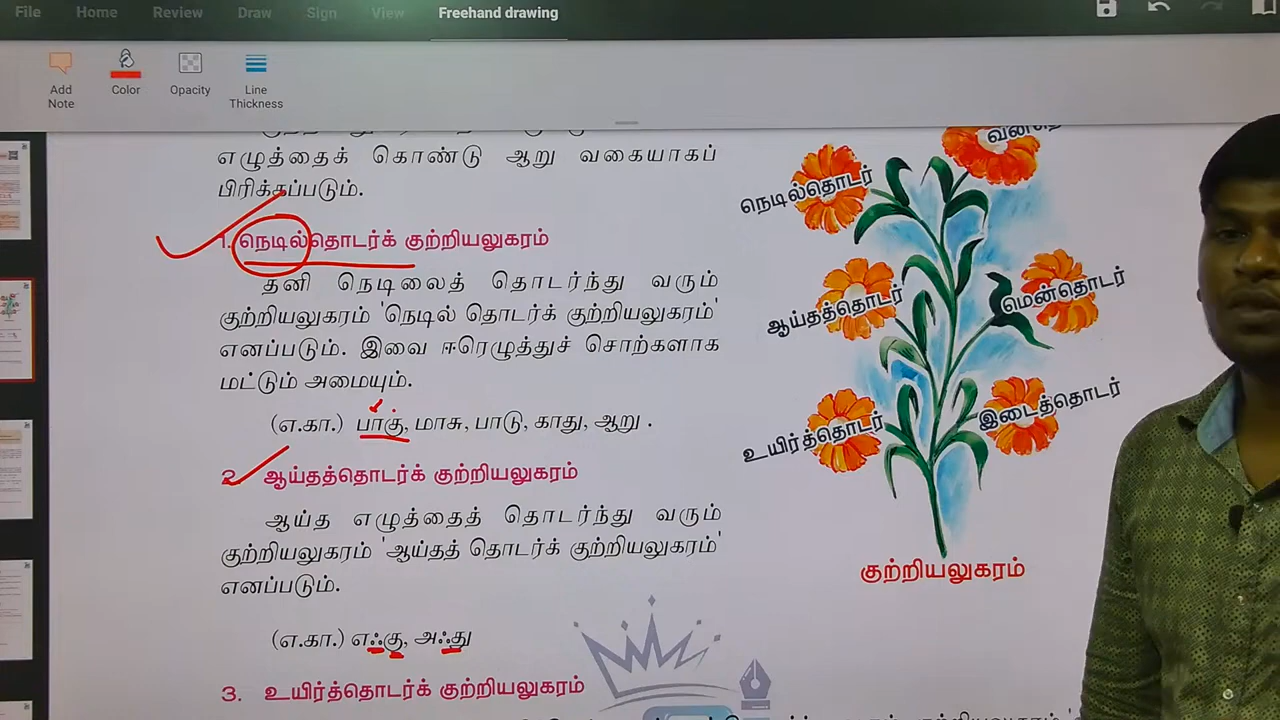 File Home Review Draw Sign View Freehand drawing
Add Note
Color
Opacity
Line Thickness
எழுத்தைக் கொண்டு ஆறு வகையாகப்
பிரிக்கப்படும்.
1. நெடில்தொடர்க் குற்றியலுகரம்
தனி நெடிலைத் தொடர்ந்து வரும்
குற்றியலுகரம் 'நெடில் தொடர்க் குற்றியலுகரம்'
எனப்படும். இவை ஈரெழுத்துச் சொற்களாக
மட்டும் அமையும்.
(எ.கா.) பாகு, மாசு, பாடு, காது, ஆறு .
2. ஆய்தத்தொடர்க் குற்றியலுகரம்
ஆய்த எழுத்தைத் தொடர்ந்து வரும்
குற்றியலுகரம் 'ஆய்தத் தொடர்க் குற்றியலுகரம்'
எனப்படும்.
(எ.கா.) எஃகு, அஃது
3. உயிர்த்தொடர்க் குற்றியலுகரம்
நெடில்தொடர்
ஆய்தத்தொடர்
மென்தொடர்
உயிர்த்தொடர்
இடைத்தொடர்
குற்றியலுகரம்